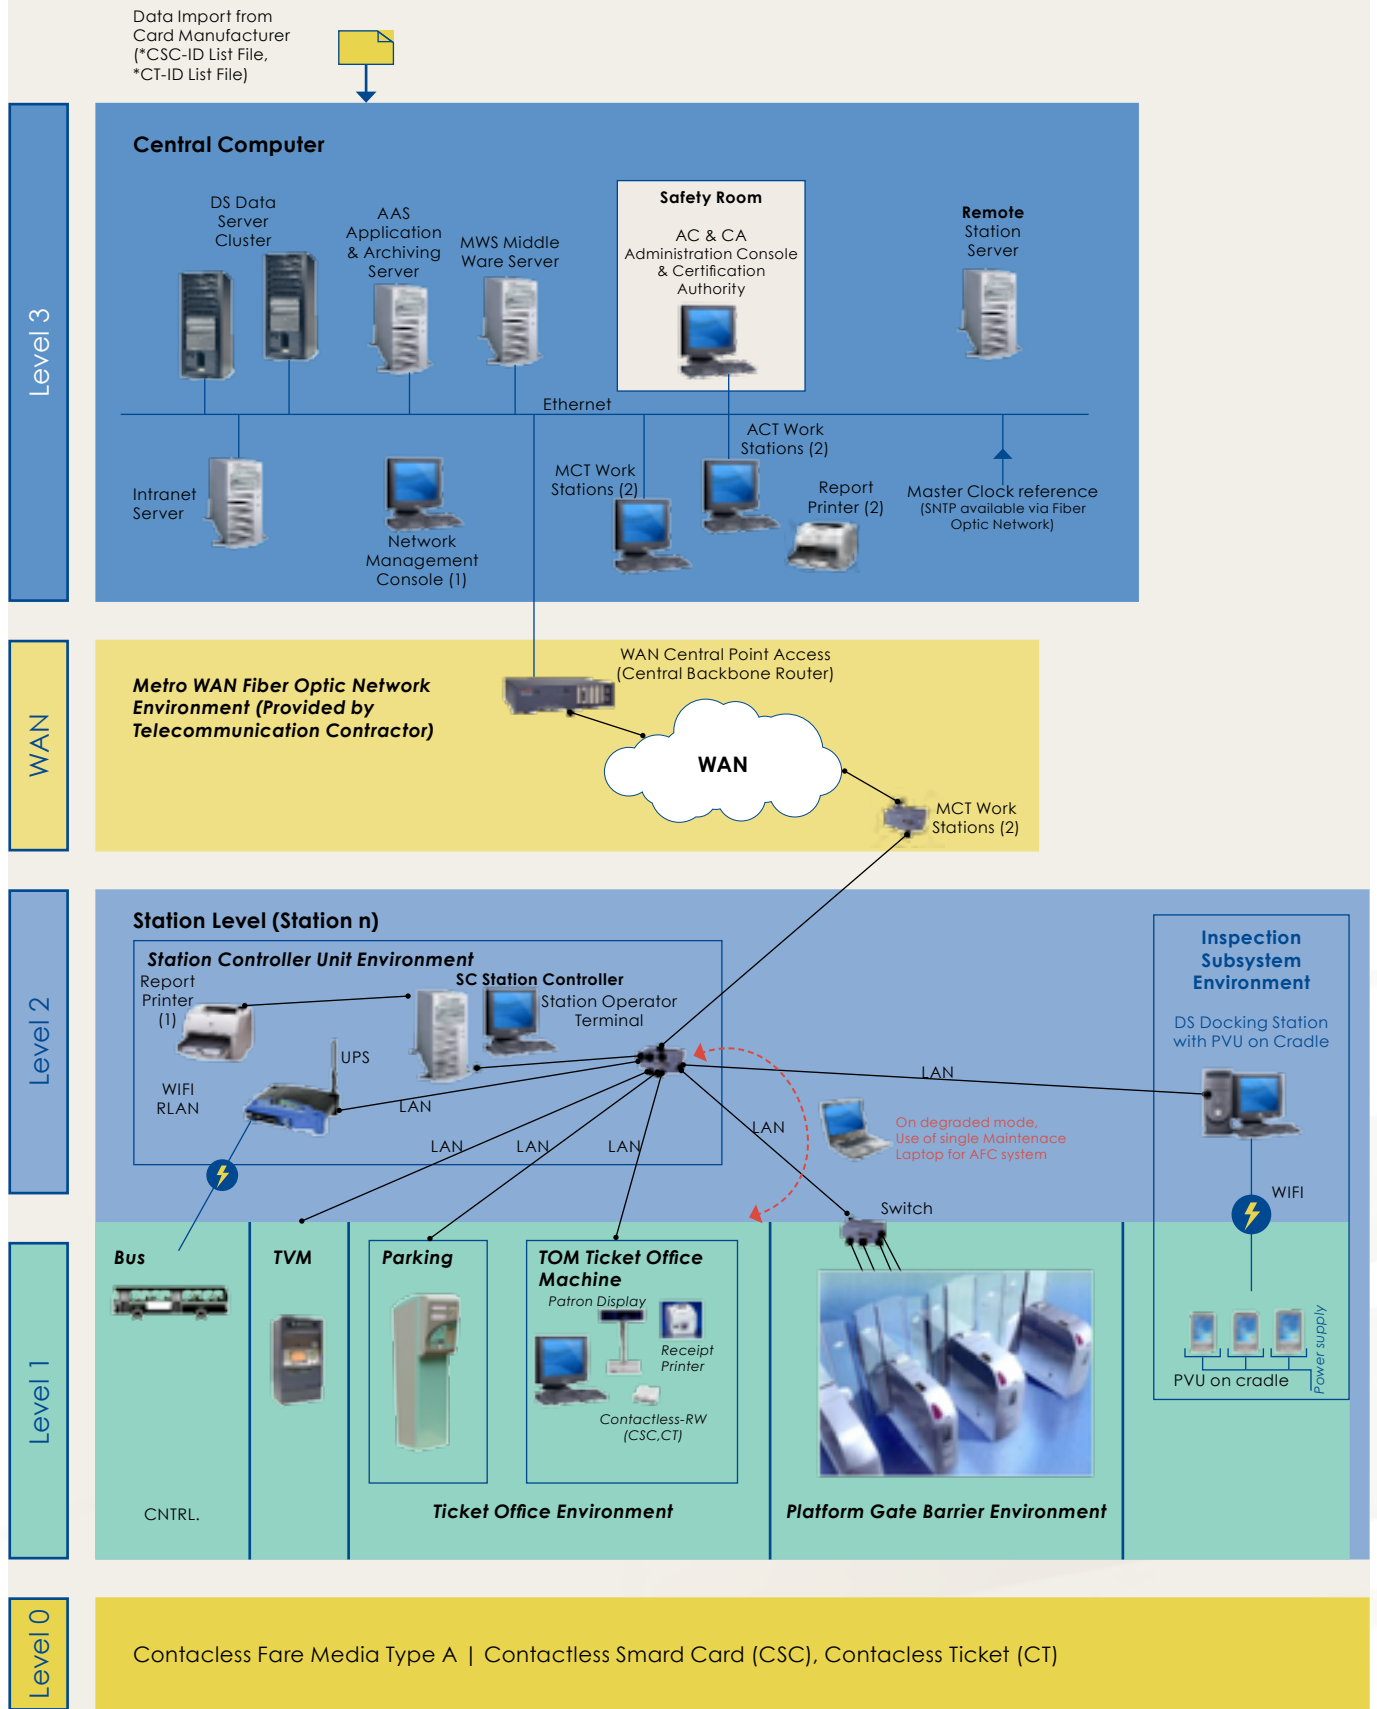 Data Import from
Card Manufacturer
(*CSC-ID List File,
*CT-ID List File)
Level 3
Central Computer
DS Data
Server
Cluster
AAS
Application
& Archiving
Server
MWS Middle
Ware Server
Safety Room
AC & CA
Administration Console
& Certification
Authority
Remote
Station
Server
Ethernet
Intranet
Server
Network
Management
Console (1)
MCT Work
Stations (2)
ACT Work
Stations (2)
Report
Printer (2)
Master Clock reference
(SNTP available via Fiber
Optic Network)
WAN
Metro WAN Fiber Optic Network
Environment (Provided by
Telecommunication Contractor)
WAN Central Point Access
(Central Backbone Router)
WAN
MCT Work
Stations (2)
Level 2
Station Level (Station n)
Station Controller Unit Environment
Report
Printer
(1)
SC Station Controller
Station Operator
Terminal
UPS
WIFI
RLAN
LAN
LAN
LAN
LAN
LAN
LAN
On degraded mode,
Use of single Maintenace
Laptop for AFC system
Switch
Inspection
Subsystem
Environment
DS Docking Station
with PVU on Cradle
WIFI
Level 1
Bus
CNTRL.
TVM
Parking
TOM Ticket Office
Machine
Patron Display
Receipt
Printer
Contactless-RW
(CSC,CT)
Ticket Office Environment
Platform Gate Barrier Environment
PVU on cradle
Power supply
Level 0
Contacless Fare Media Type A | Contactless Smard Card (CSC), Contacless Ticket (CT)